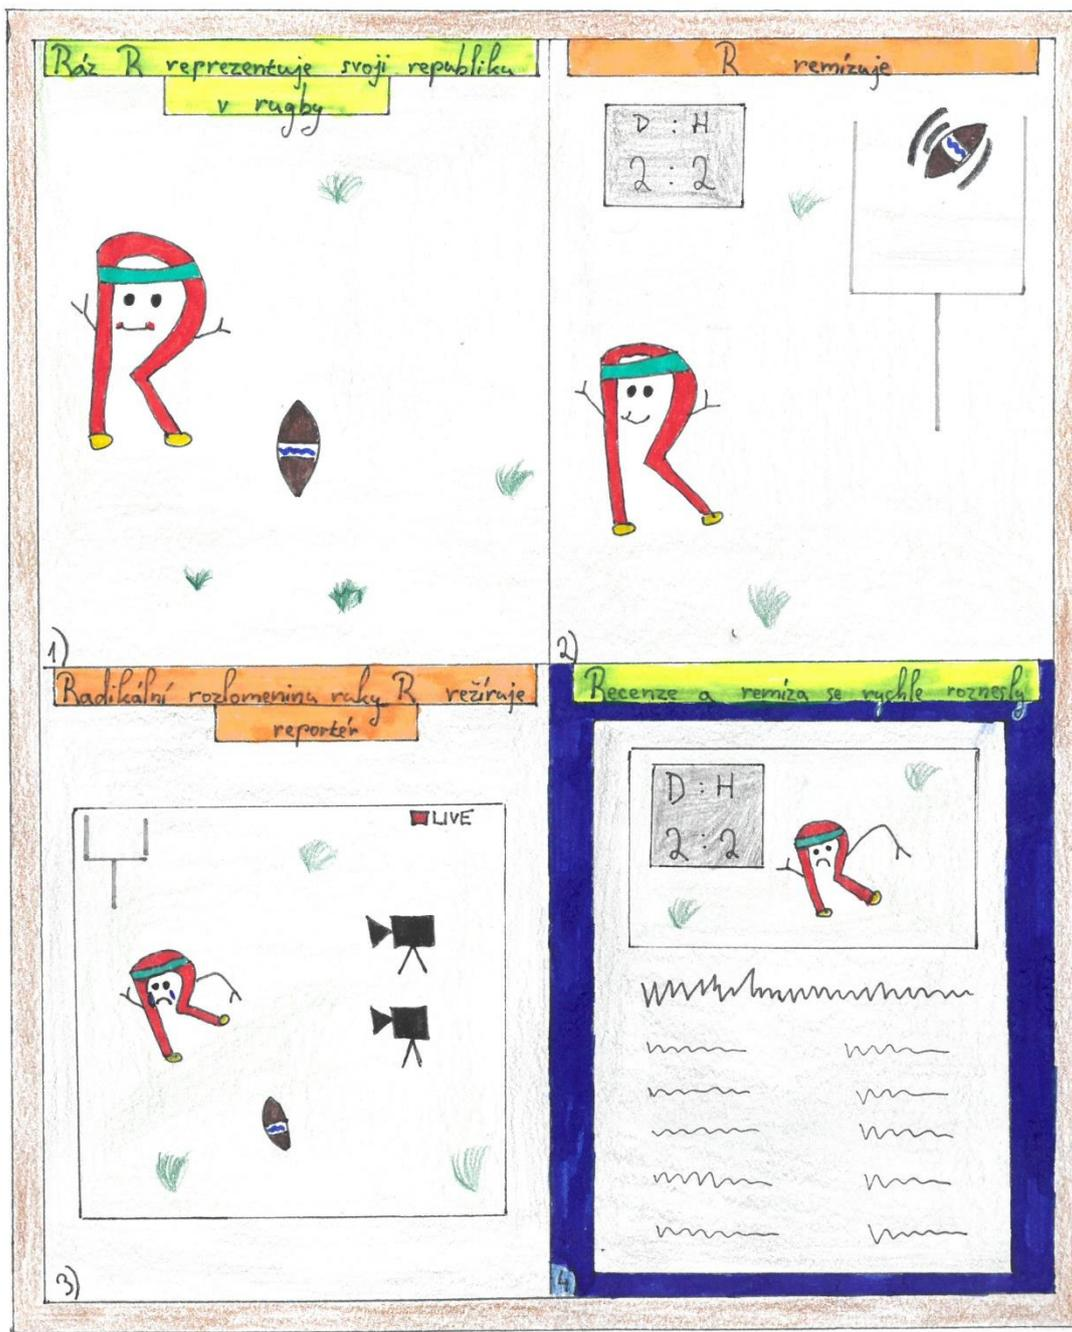 Ráz R reprezentuje svoji republiku
v rugby
R remízuje
D : H
2 : 2
1)
2)
Radikální rozlomeninu ruky R režíruje
reportér
LIVE
3)
Recenze a remíza se rychle roznesly
D : H
2 : 2
4